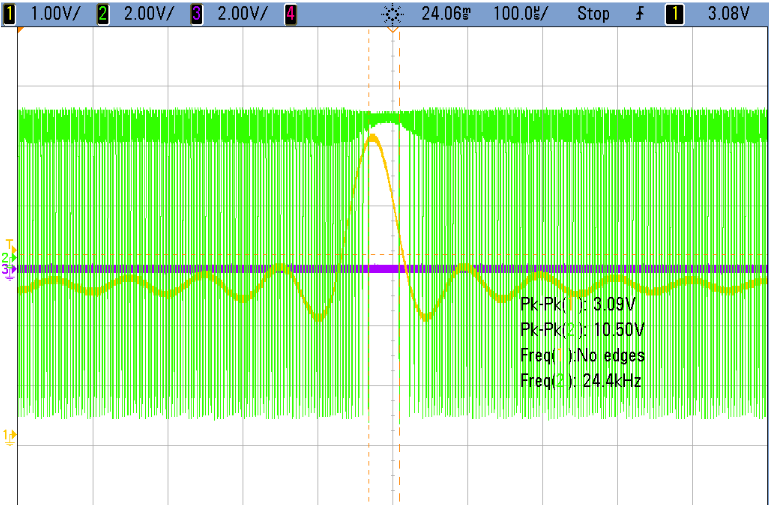 1 1.00V/ 2 2.00V/ 3 2.00V/ 4 24.06ms 100.0us/ Stop 1 3.08V
T
2
3
Pk-Pk(1): 3.09V
Pk-Pk(2): 10.50V
Freq(1):No edges
Freq(2): 24.4kHz
1